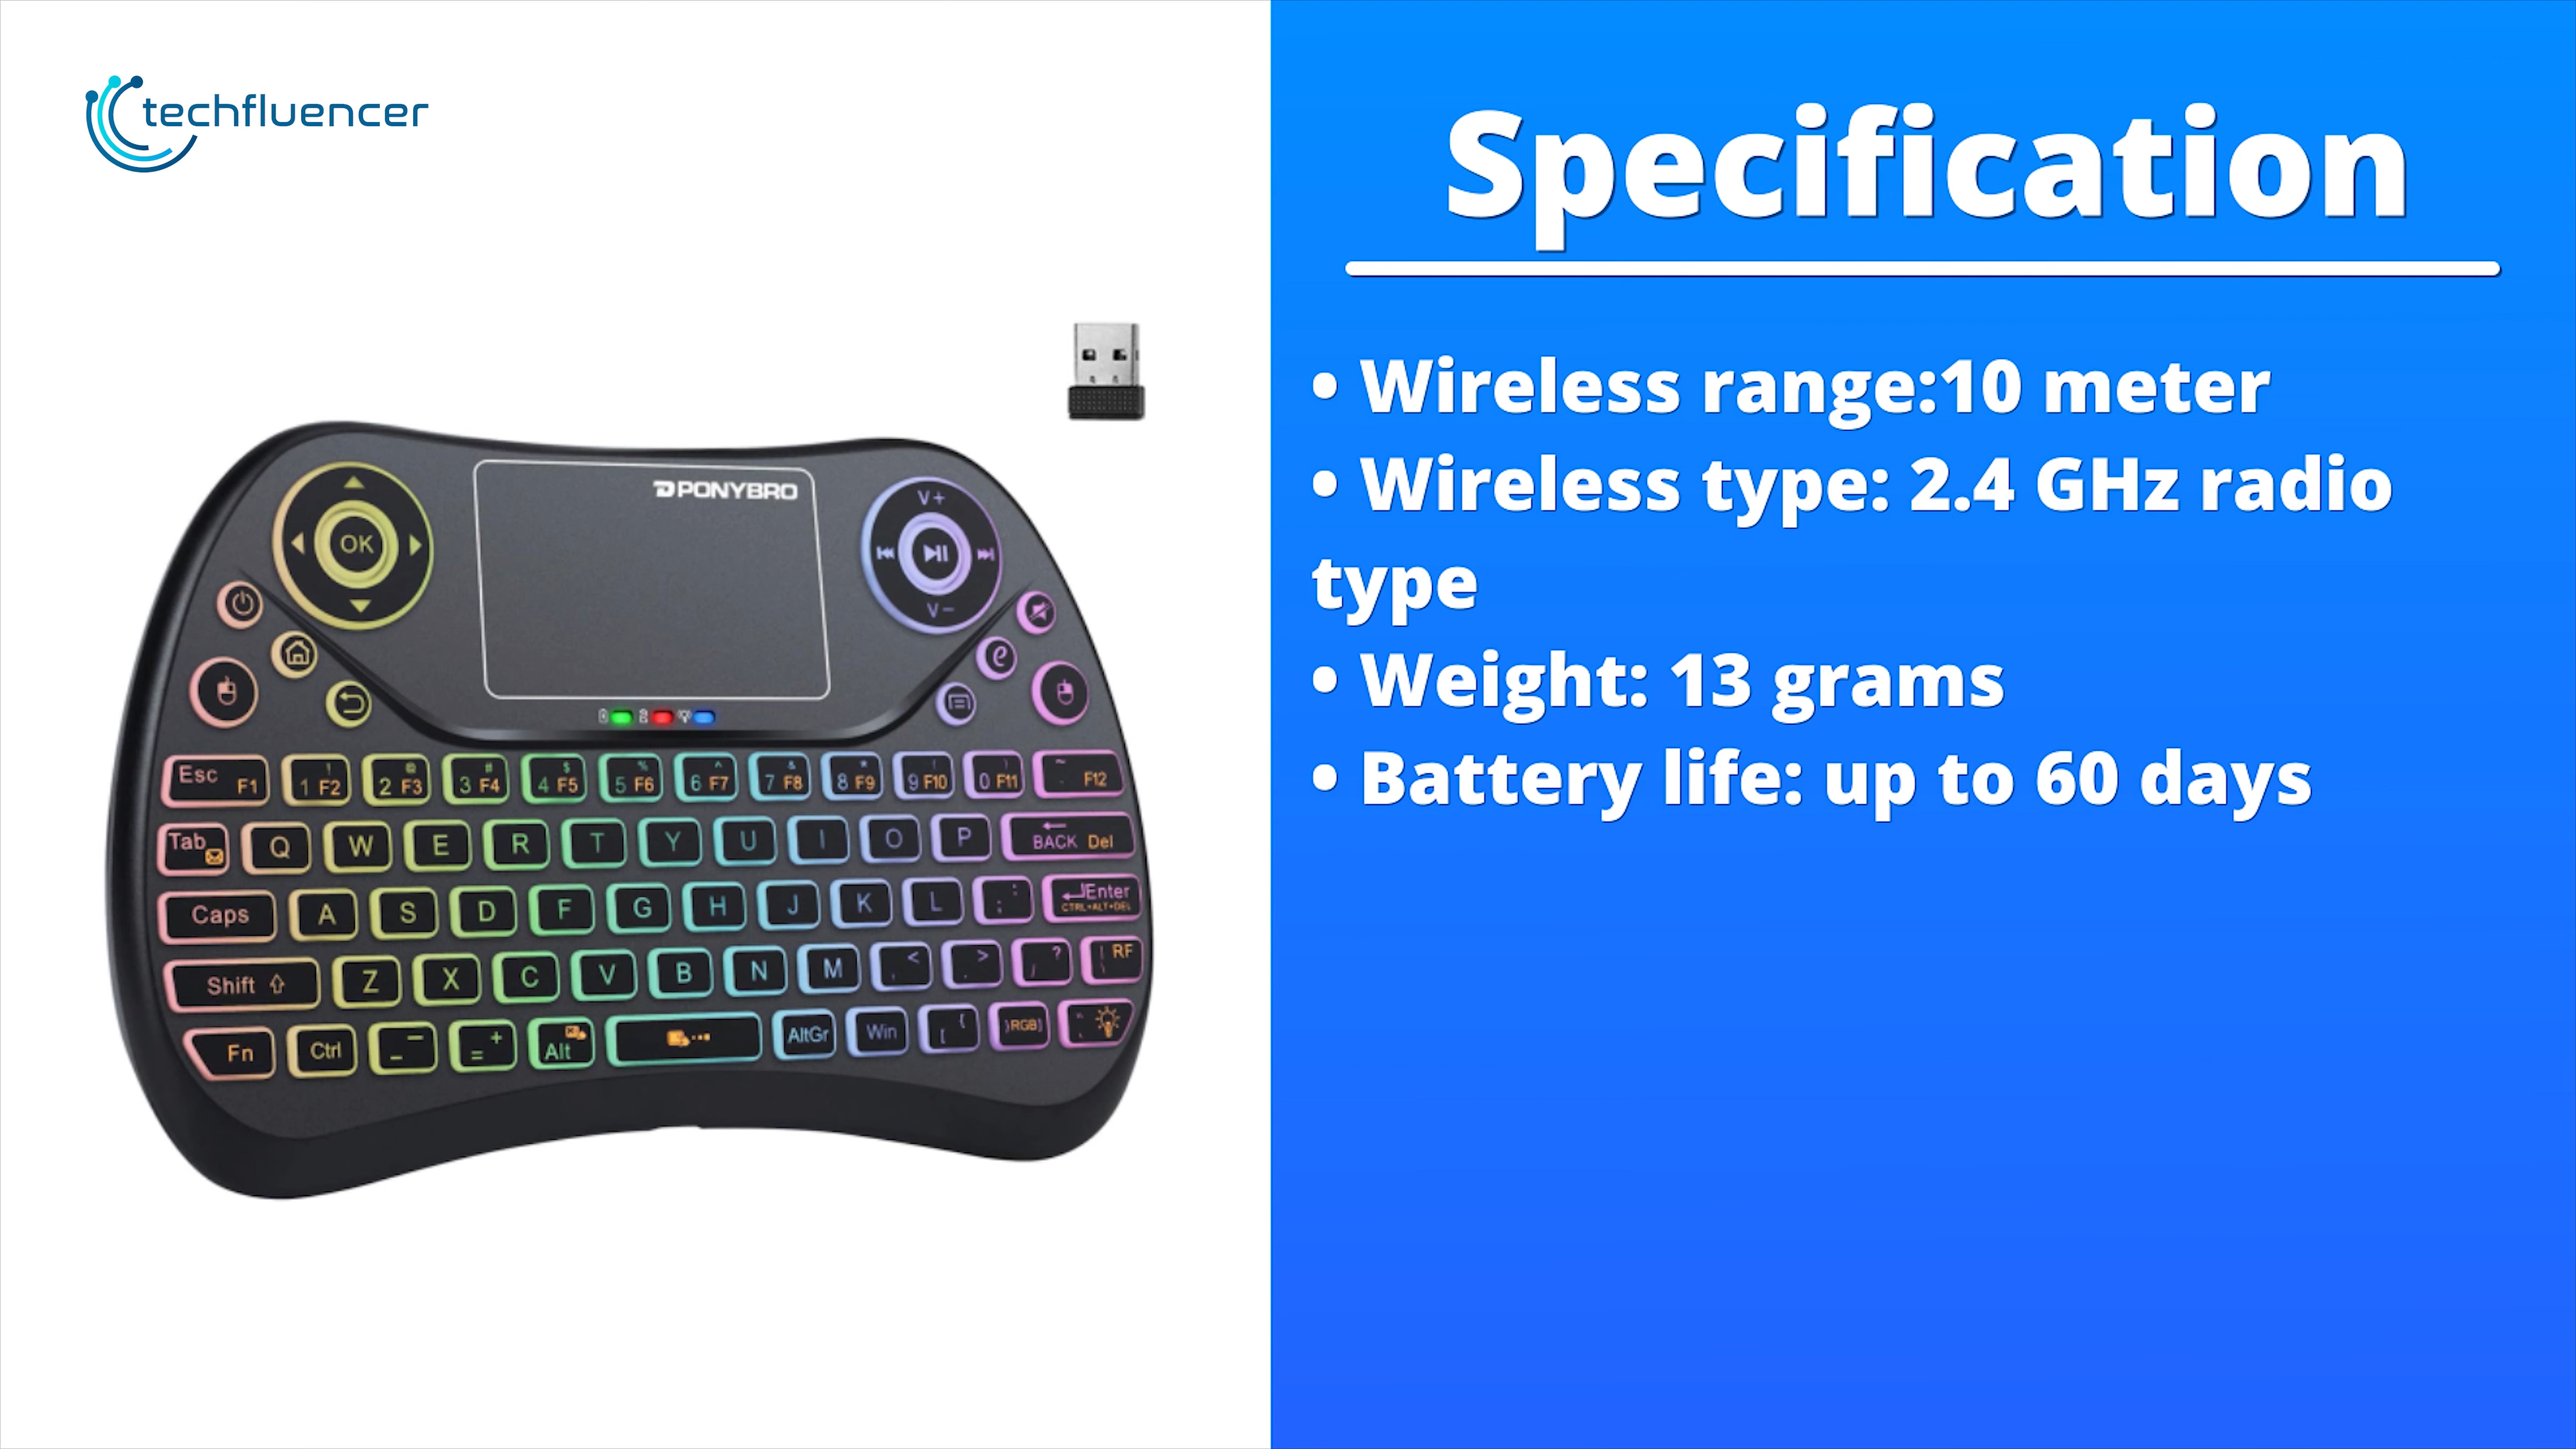 techfluencer
Specification
• Wireless range:10 meter
• Wireless type: 2.4 GHz radio
type
• Weight: 13 grams
• Battery life: up to 60 days
PONYBRO
OK
V+
V-
Esc F1 1 ! F2 2 @ F3 3 # F4 4 $ F5 5 % F6 6 ^ F7 7 & F8 8 * F9 9 ( F10 0 ) F11 ~ F12
Tab Q W E R T Y U I O P BACK Del
Caps A S D F G H J K L ; : Enter
CTRL+ALT+DEL
Shift Z X C V B N M , < . > / ? | \ RF
Fn Ctrl - _ = + Alt AltGr Win [ { RGB